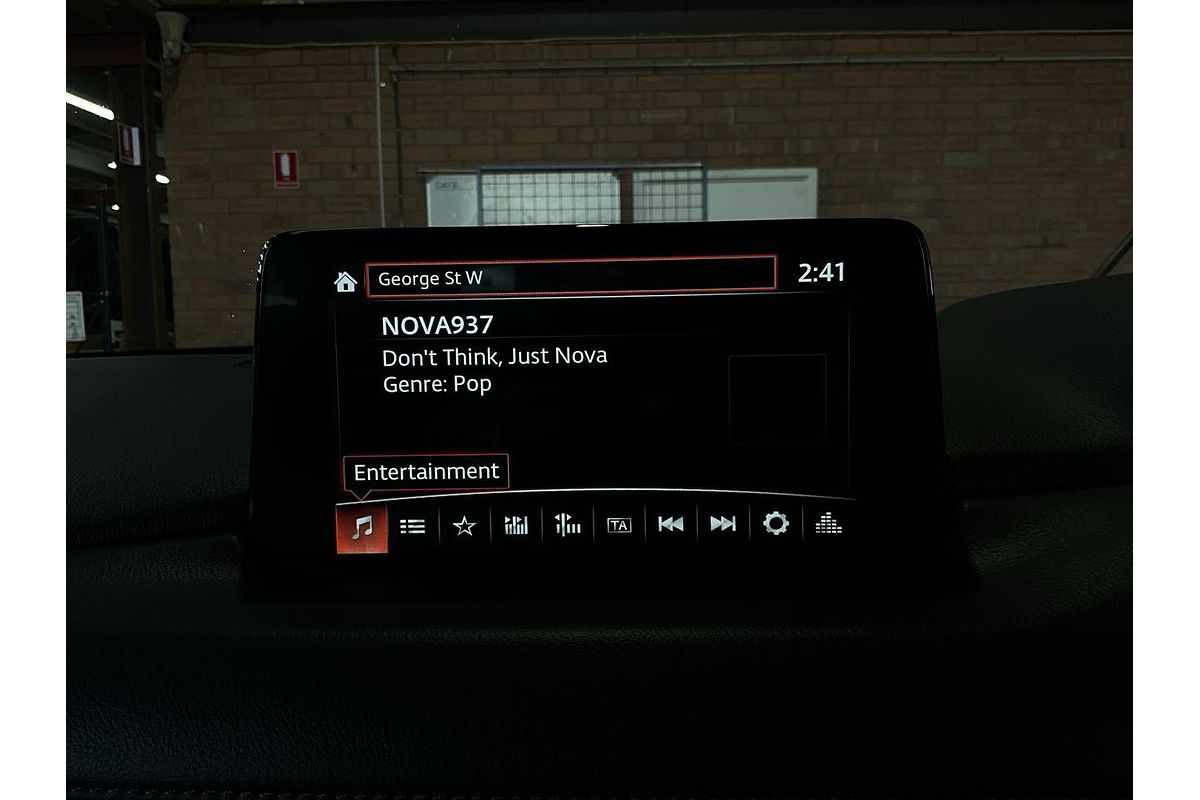 George St W
2:41
NOVA937
Don't Think, Just Nova
Genre: Pop
Entertainment
TA